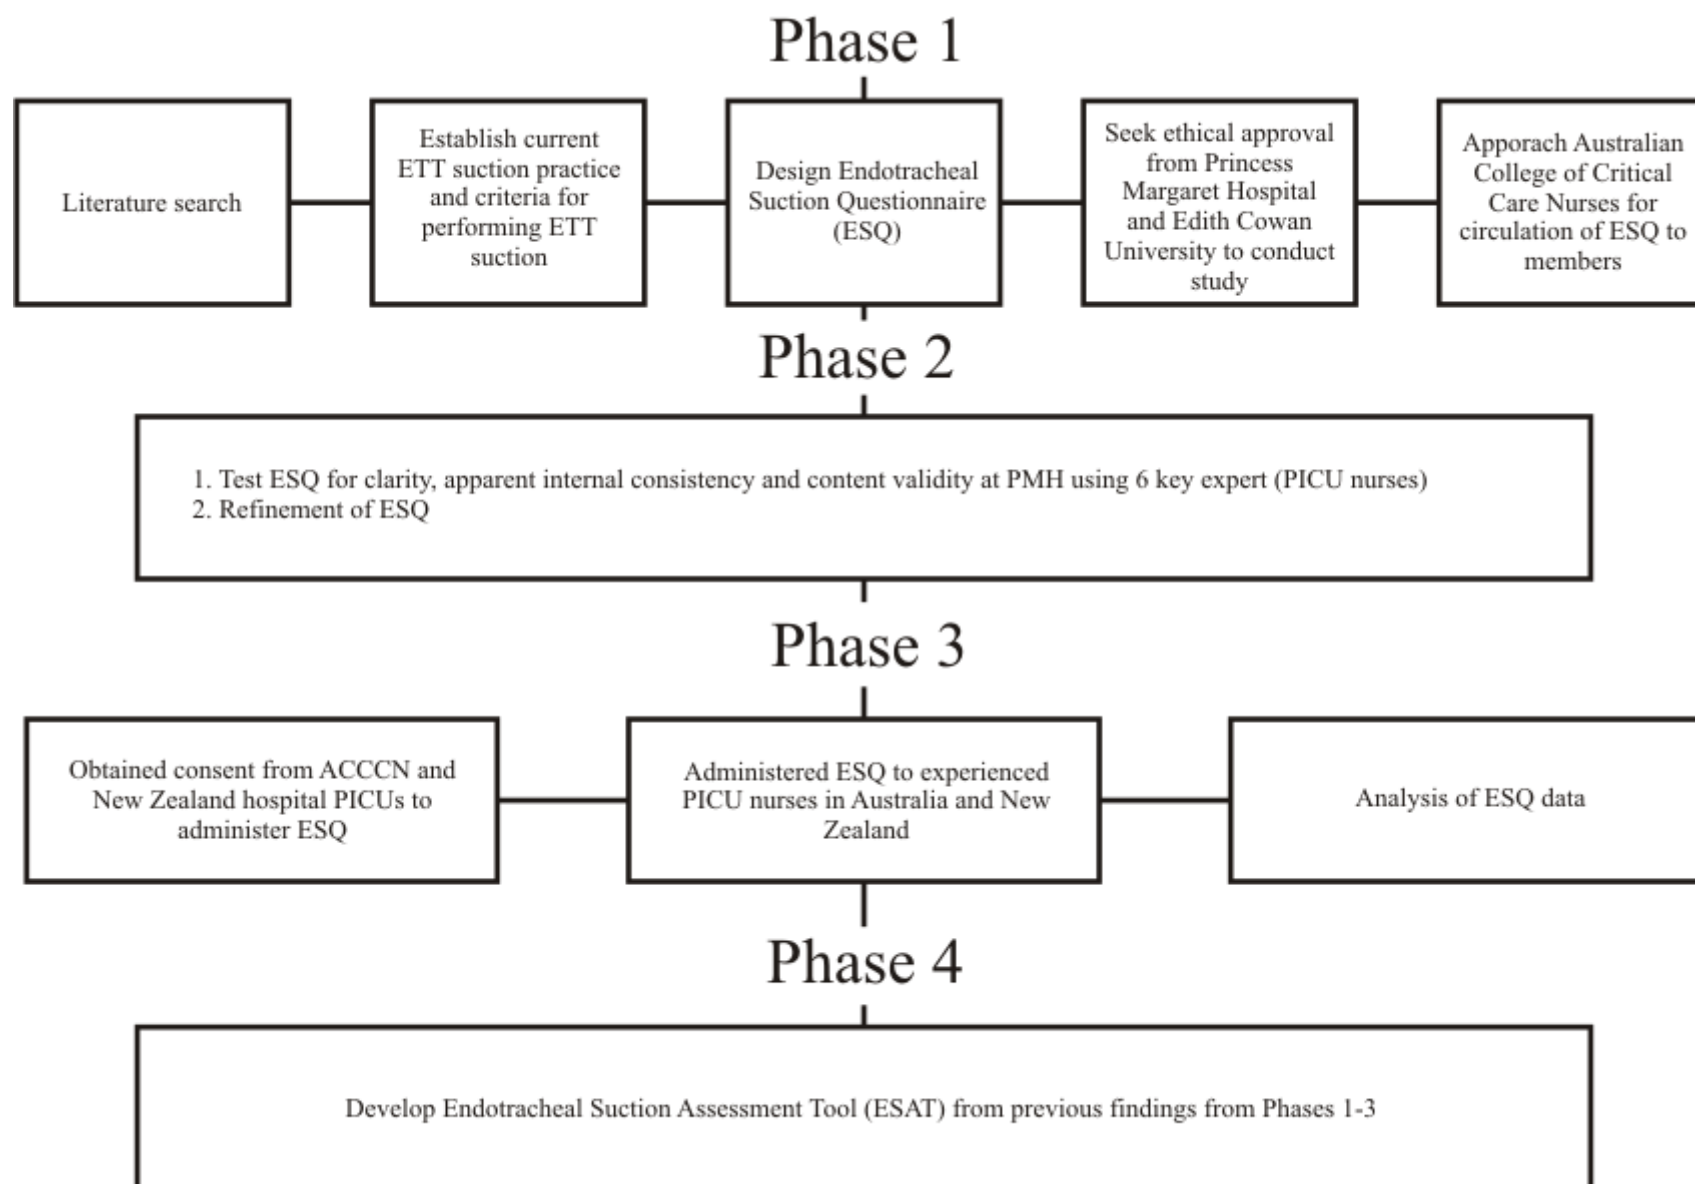 Phase 1
Literature search
Establish current
ETT suction practice
and criteria for
performing ETT
suction
Design Endotracheal
Suction Questionnaire
(ESQ)
Seek ethical approval
from Princess
Margaret Hospital
and Edith Cowan
University to conduct
study
Apporach Australian
College of Critical
Care Nurses for
circulation of ESQ to
members
Phase 2
1. Test ESQ for clarity, apparent internal consistency and content validity at PMH using 6 key expert (PICU nurses)
2. Refinement of ESQ
Phase 3
Obtained consent from ACCCN and
New Zealand hospital PICUs to
administer ESQ
Administered ESQ to experienced
PICU nurses in Australia and New
Zealand
Analysis of ESQ data
Phase 4
Develop Endotracheal Suction Assessment Tool (ESAT) from previous findings from Phases 1-3